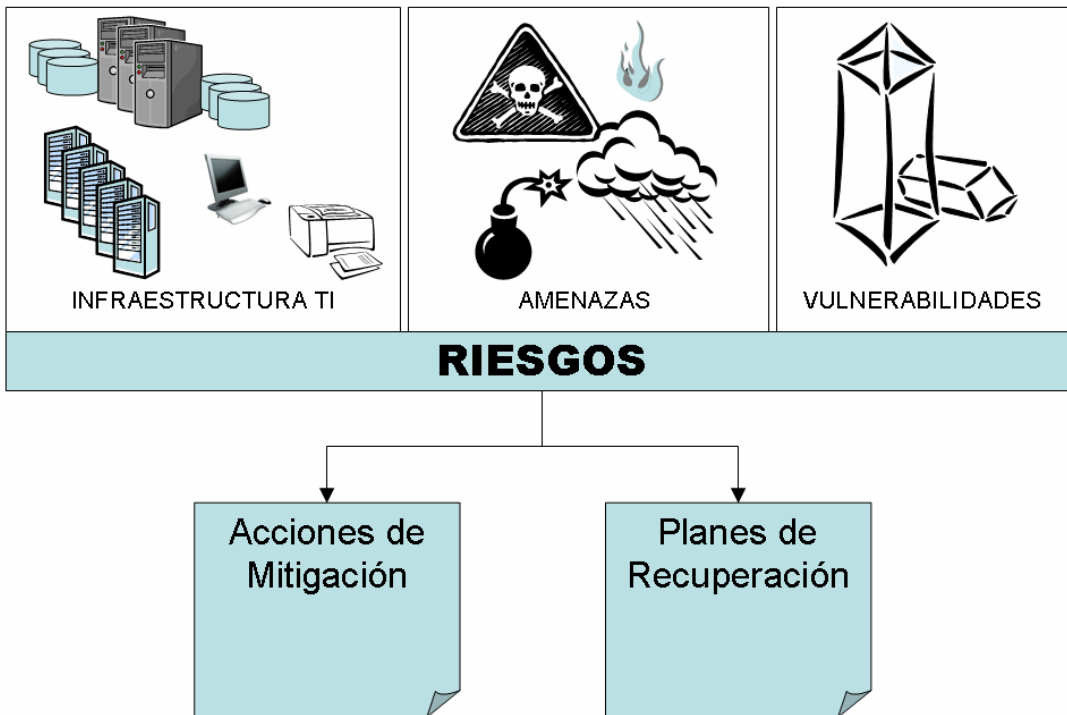 INFRAESTRUCTURA TI
AMENAZAS
VULNERABILIDADES
RIESGOS
Acciones de
Mitigación
Planes de
Recuperación